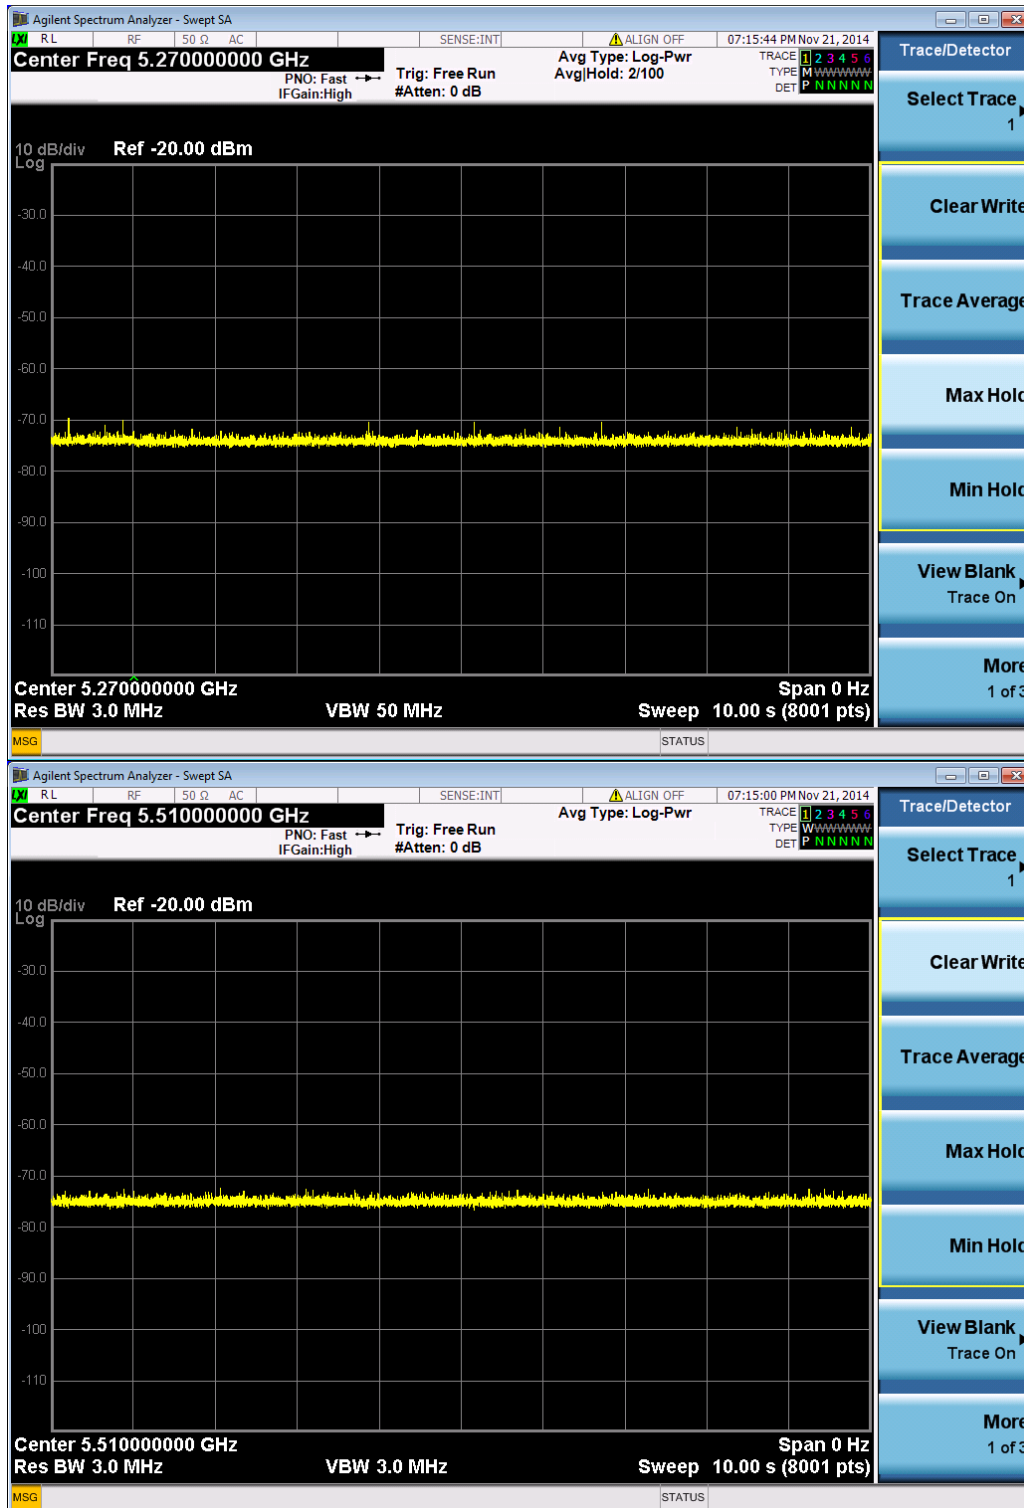 Agilent Spectrum Analyzer - Swept SA
LXI RL RF 50 Ω AC SENSE:INT ALIGN OFF 07:15:44 PM Nov 21, 2014
Center Freq 5.270000000 GHz
PNO: Fast
IFGain:High
Trig: Free Run
#Atten: 0 dB
Avg Type: Log-Pwr
Avg|Hold: 2/100
TRACE 1 2 3 4 5 6
TYPE M WWWWW
DET P N N N N N
10 dB/div Ref -20.00 dBm
Log
-30.0
-40.0
-50.0
-60.0
-70.0
-80.0
-90.0
-100
-110
Center 5.270000000 GHz Span 0 Hz
Res BW 3.0 MHz VBW 50 MHz Sweep 10.00 s (8001 pts)
MSG STATUS
Trace/Detector
Select Trace
1
Clear Write
Trace Average
Max Hold
Min Hold
View Blank
Trace On
More
1 of 3
Agilent Spectrum Analyzer - Swept SA
LXI RL RF 50 Ω AC SENSE:INT ALIGN OFF 07:15:00 PM Nov 21, 2014
Center Freq 5.510000000 GHz
PNO: Fast
IFGain:High
Trig: Free Run
#Atten: 0 dB
Avg Type: Log-Pwr
TRACE 1 2 3 4 5 6
TYPE WWWWWW
DET P N N N N N
10 dB/div Ref -20.00 dBm
Log
-30.0
-40.0
-50.0
-60.0
-70.0
-80.0
-90.0
-100
-110
Center 5.510000000 GHz Span 0 Hz
Res BW 3.0 MHz VBW 3.0 MHz Sweep 10.00 s (8001 pts)
MSG STATUS
Trace/Detector
Select Trace
1
Clear Write
Trace Average
Max Hold
Min Hold
View Blank
Trace On
More
1 of 3